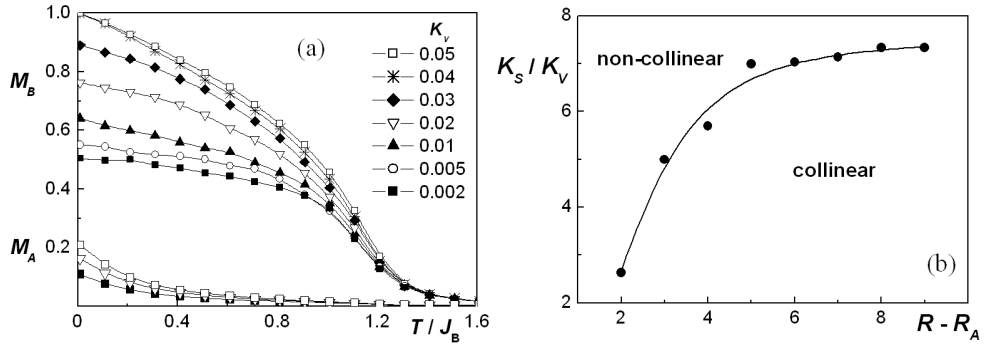 1.0
0.8
M_B
0.6
0.4
M_A
0.2
(a)
K_v
0.05
0.04
0.03
0.02
0.01
0.005
0.002
0.0
0.4
0.8
1.2
T / J_B
1.6
8
K_S / K_V
6
4
2
non-collinear
collinear
(b)
2
4
6
8
R - R_A